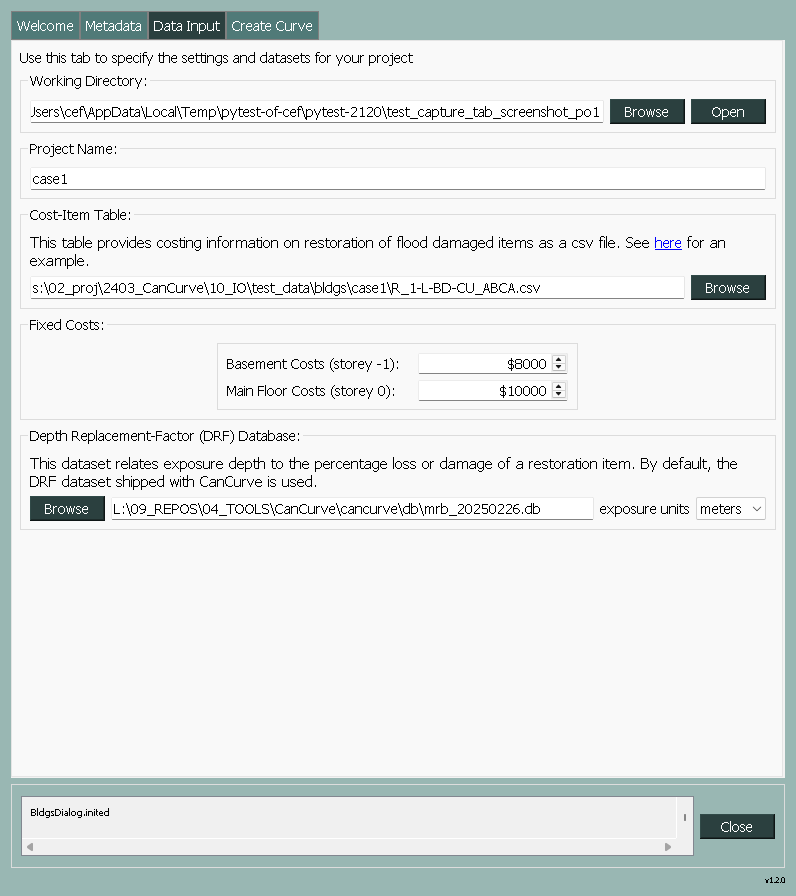 Welcome Metadata Data Input Create Curve
Use this tab to specify the settings and datasets for your project
Working Directory:
Jsers\cef\AppData\Local\Temp\pytest-of-cef\pytest-2120\test_capture_tab_screenshot_po1 Browse Open
Project Name:
case1
Cost-Item Table:
This table provides costing information on restoration of flood damaged items as a csv file. See here for an
example.
s:\02_proj\2403_CanCurve\10_IO\test_data\bldgs\case1\R_1-L-BD-CU_ABCA.csv Browse
Fixed Costs:
Basement Costs (storey -1): $8000
Main Floor Costs (storey 0): $10000
Depth Replacement-Factor (DRF) Database:
This dataset relates exposure depth to the percentage loss or damage of a restoration item. By default, the
DRF dataset shipped with CanCurve is used.
Browse L:\09_REPOS\04_TOOLS\CanCurve\cancurve\db\mrb_20250226.db exposure units meters
BldgsDialog.inited
Close
v1.2.0